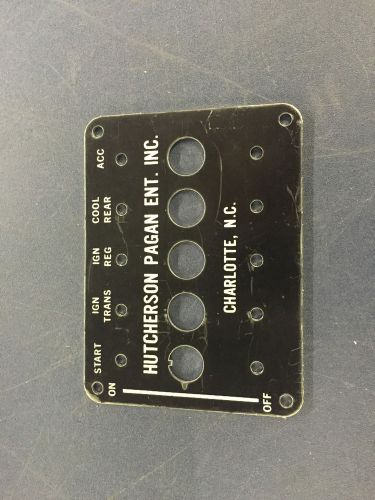 START
IGN
TRANS
IGN
REG
COOL
REAR
ACC
ON
HUTCHERSON PAGAN ENT. INC.
CHARLOTTE, N.C.
OFF